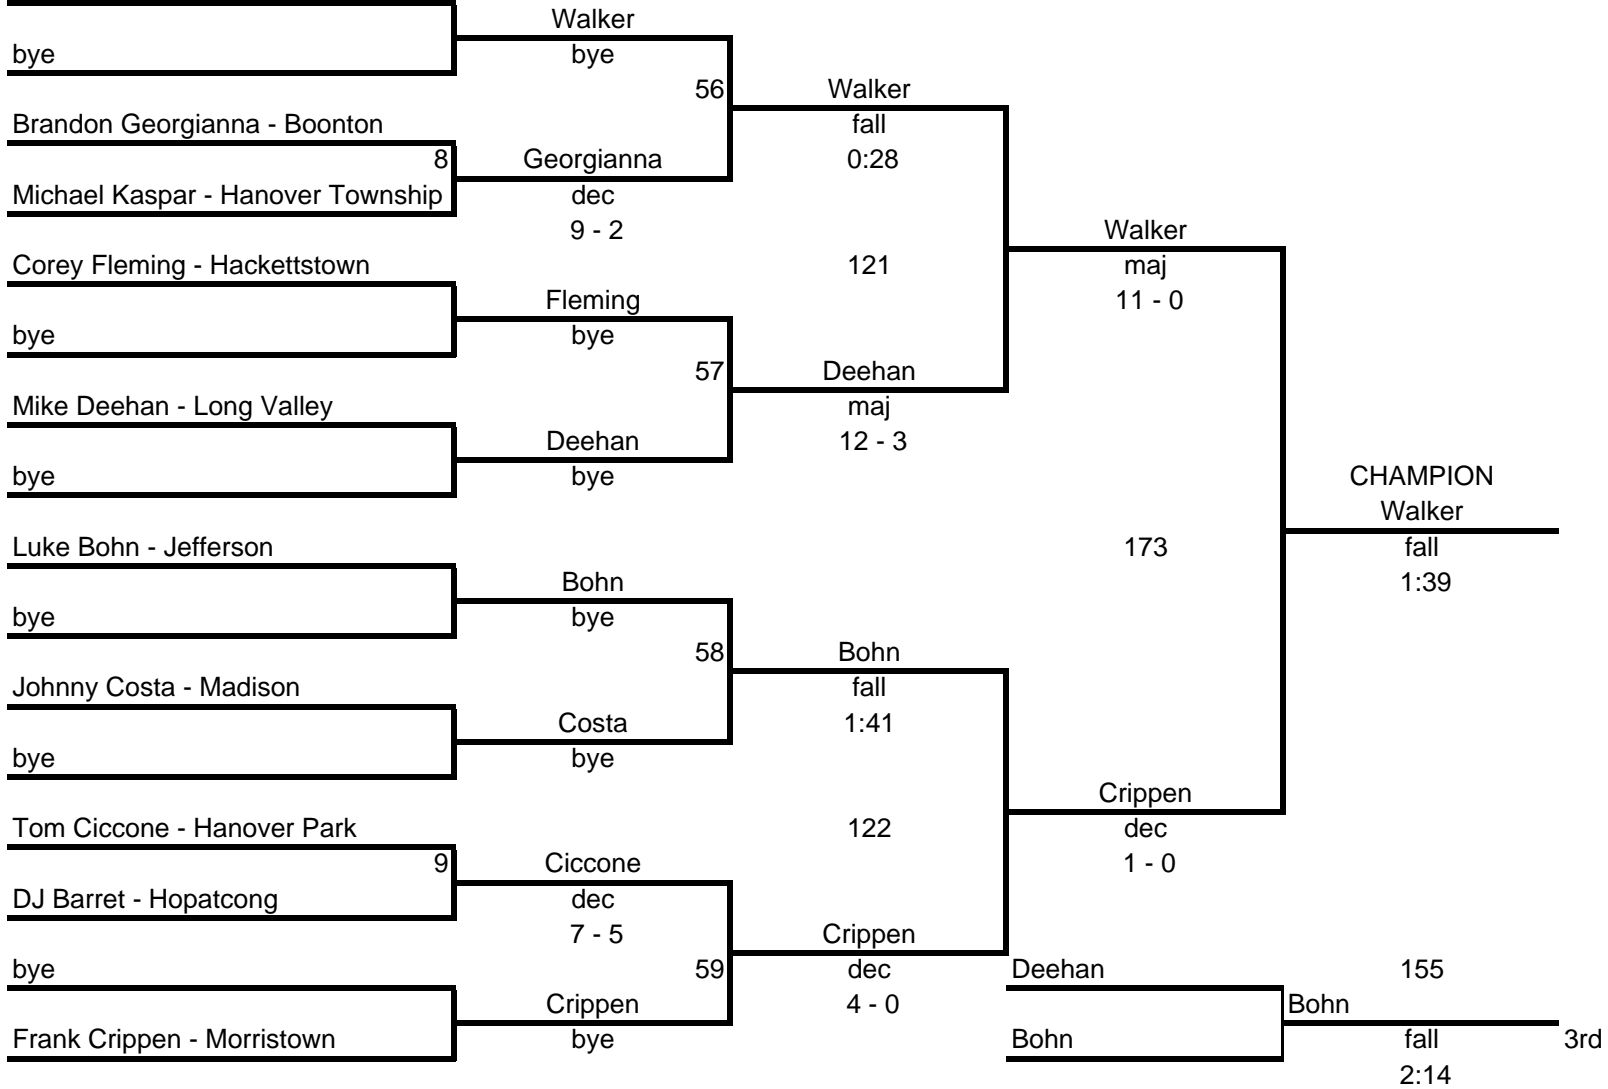 Walker
bye
bye
56
Walker
Brandon Georgianna - Boonton
fall
8
Georgianna
0:28
Michael Kaspar - Hanover Township
dec
9 - 2
Walker
Corey Fleming - Hackettstown
121
maj
Fleming
11 - 0
bye
bye
57
Deehan
Mike Deehan - Long Valley
maj
Deehan
12 - 3
bye
bye
CHAMPION
Walker
Luke Bohn - Jefferson
173
fall
Bohn
1:39
bye
bye
58
Bohn
Johnny Costa - Madison
fall
Costa
1:41
bye
bye
Crippen
Tom Ciccone - Hanover Park
122
dec
9
Ciccone
1 - 0
DJ Barret - Hopatcong
dec
7 - 5
Crippen
bye
59
dec
Deehan
155
Crippen
4 - 0
Bohn
Frank Crippen - Morristown
bye
Bohn
fall
3rd
2:14